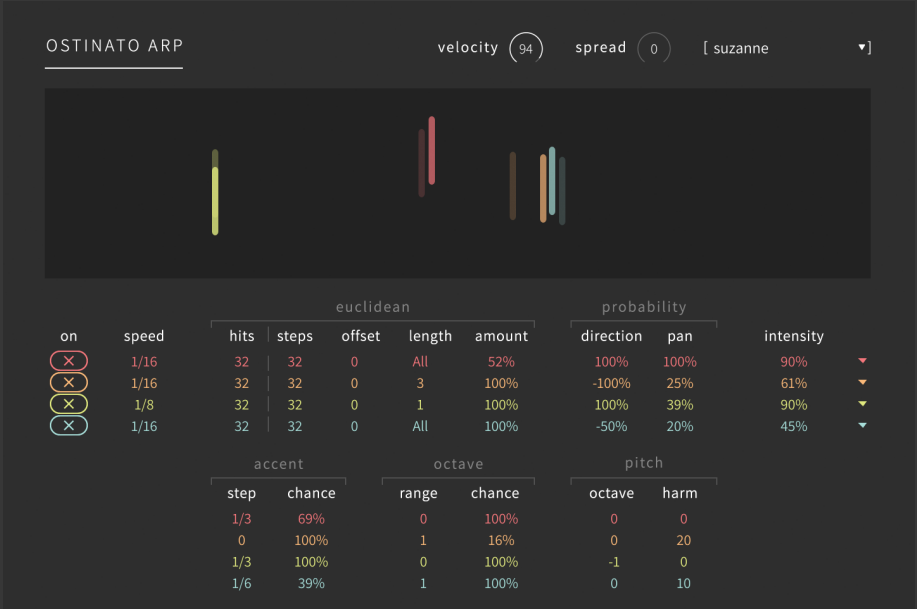 OSTINATO ARP velocity 94 spread 0 [ suzanne ]
euclidean probability
on speed hits steps offset length amount direction pan intensity
1/16 32 32 0 All 52% 100% 100% 90%
1/16 32 32 0 3 100% -100% 25% 61%
1/8 32 32 0 1 100% 100% 39% 90%
1/16 32 32 0 All 100% -50% 20% 45%
accent octave pitch
step chance range chance octave harm
1/3 69% 0 100% 0 0
0 100% 1 16% 0 20
1/3 100% 0 100% -1 0
1/6 39% 1 100% 0 10